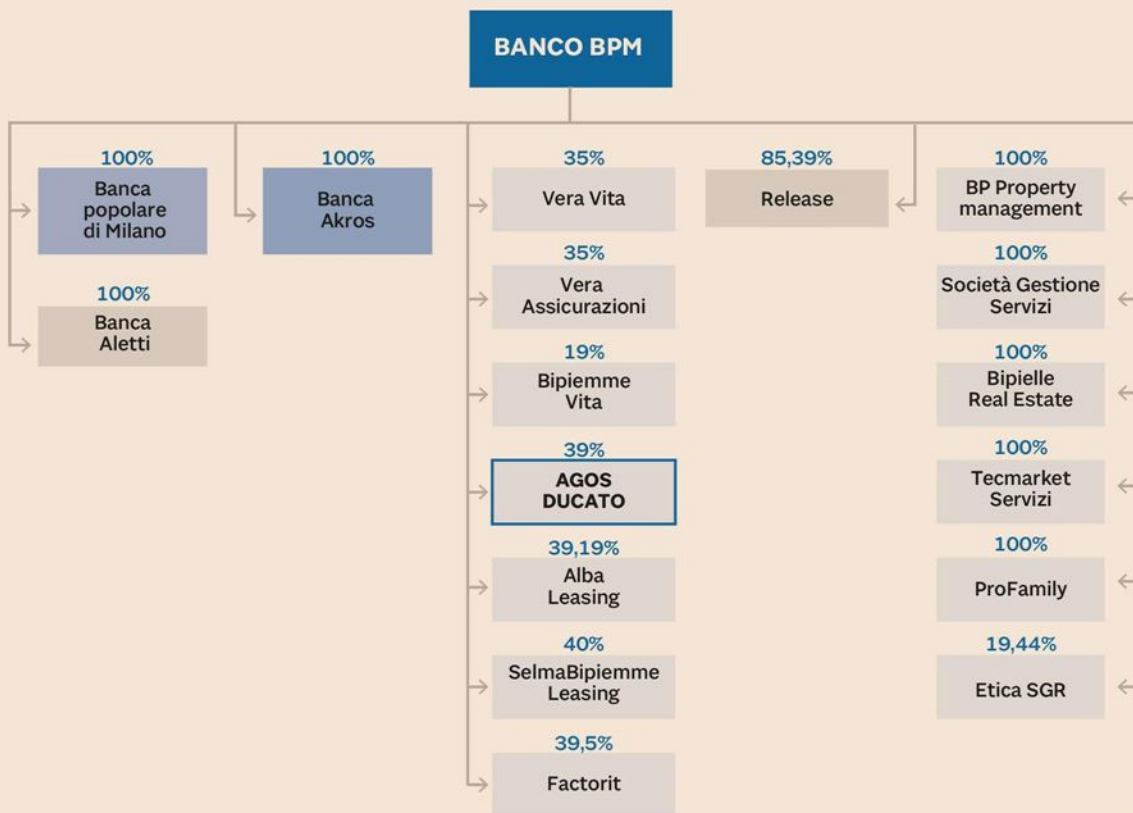 BANCO BPM
100%
Banca
popolare
di Milano
100%
Banca
Aletti
100%
Banca
Akros
35%
Vera Vita
35%
Vera
Assicurazioni
19%
Bipiemme
Vita
39%
AGOS
DUCATO
39,19%
Alba
Leasing
40%
SelmaBipiemme
Leasing
39,5%
Factorit
85,39%
Release
100%
BP Property
management
100%
Società Gestione
Servizi
100%
Bipielle
Real Estate
100%
Tecmarket
Servizi
100%
ProFamily
19,44%
Etica SGR